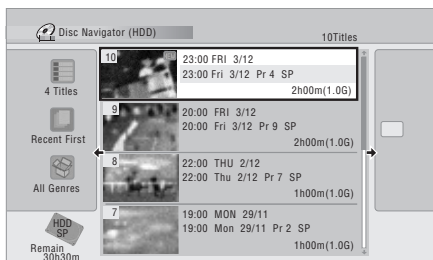 Disc Navigator (HDD)
10Titles
4 Titles
Recent First
All Genres
HDD
SP
Remain
30h30m
10
23:00 FRI 3/12
23:00 Fri 3/12 Pr 4 SP
2h00m(1.0G)
9
20:00 FRI 3/12
20:00 Fri 3/12 Pr 9 SP
2h00m(1.0G)
8
22:00 THU 2/12
22:00 Thu 2/12 Pr 7 SP
1h00m(1.0G)
7
19:00 MON 29/11
19:00 Mon 29/11 Pr 2 SP
1h00m(1.0G)